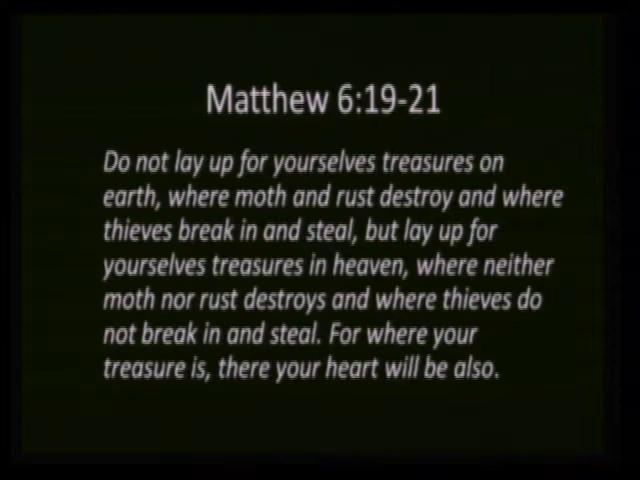 Matthew 6:19-21
Do not lay up for yourselves treasures on
earth, where moth and rust destroy and where
thieves break in and steal, but lay up for
yourselves treasures in heaven, where neither
moth nor rust destroys and where thieves do
not break in and steal. For where your
treasure is, there your heart will be also.